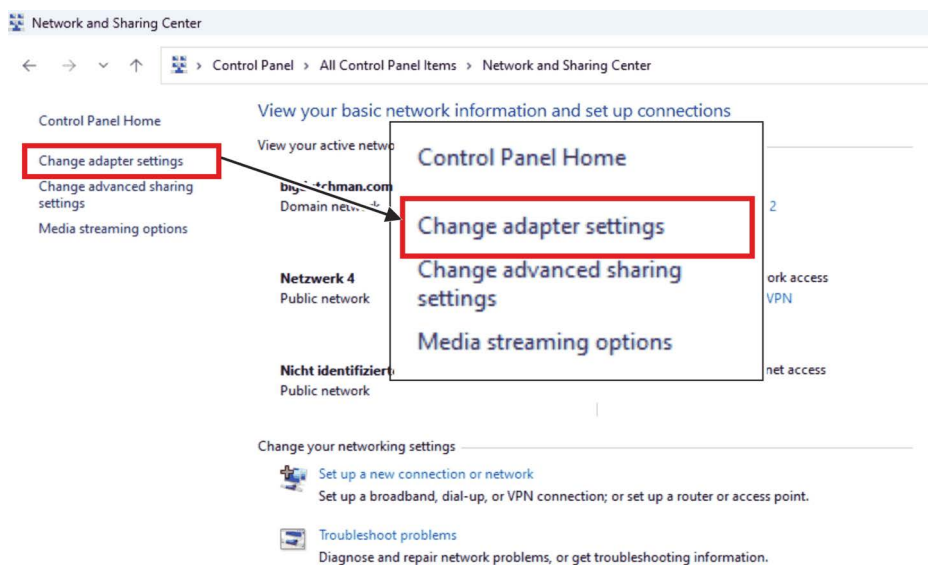 Network and Sharing Center
Control Panel > All Control Panel Items > Network and Sharing Center
Control Panel Home
Change adapter settings
Change advanced sharing
settings
Media streaming options
View your basic network information and set up connections
View your active netwo
Domain netw
2
Netzwerk 4
Public network
ork access
VPN
Nicht identifiziert
Public network
net access
Control Panel Home
Change adapter settings
Change advanced sharing
settings
Media streaming options
Change your networking settings
Set up a new connection or network
Set up a broadband, dial-up, or VPN connection; or set up a router or access point.
Troubleshoot problems
Diagnose and repair network problems, or get troubleshooting information.